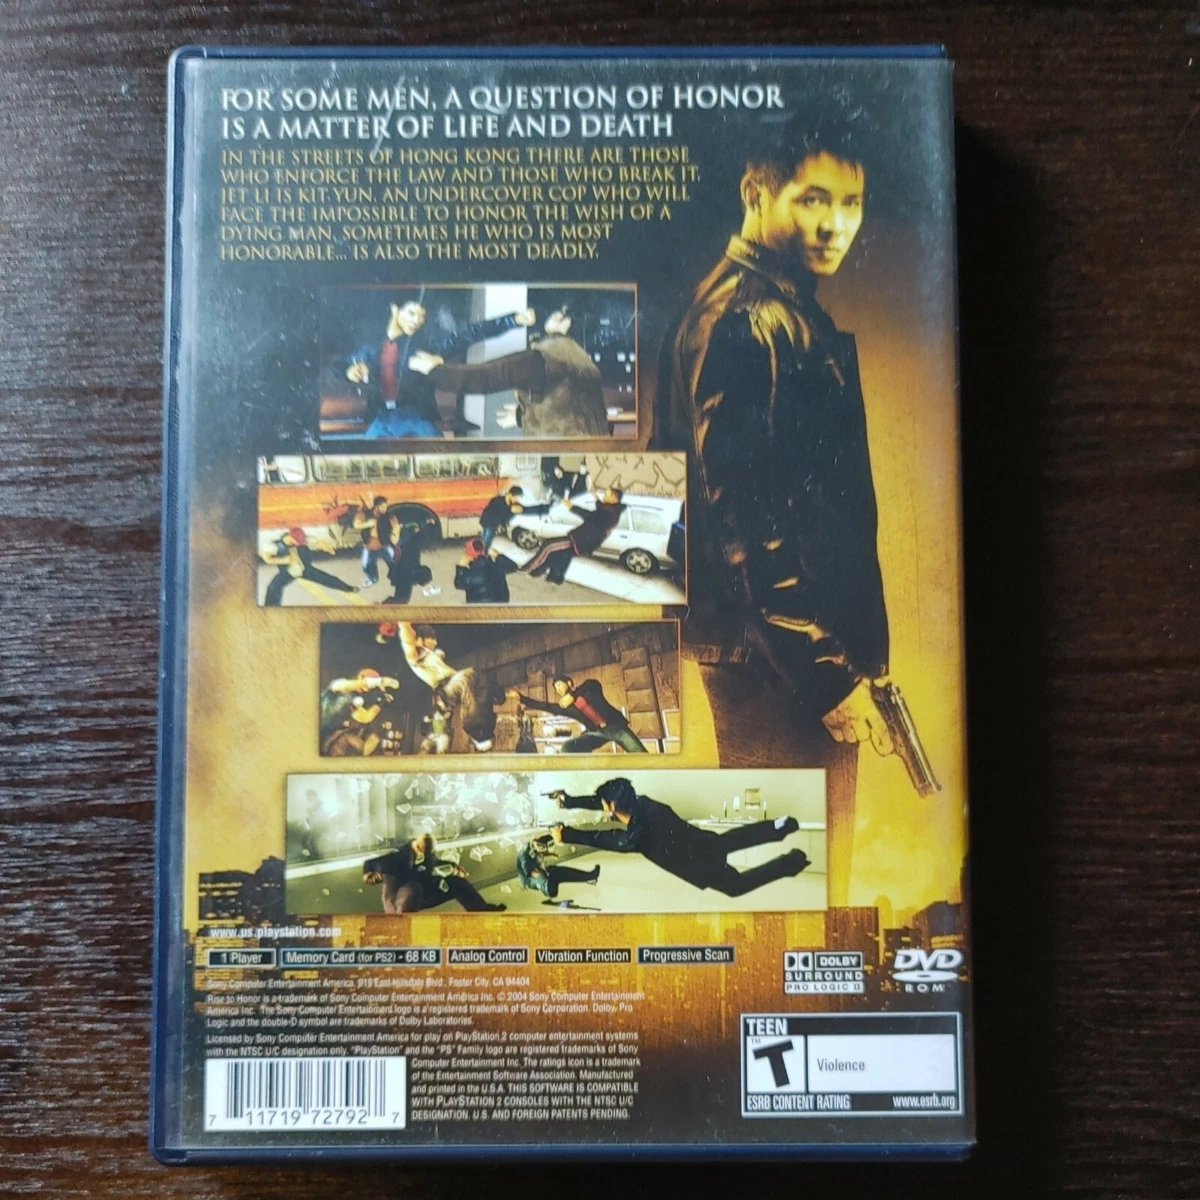 FOR SOME MEN, A QUESTION OF HONOR
IS A MATTER OF LIFE AND DEATH
IN THE STREETS OF HONG KONG THERE ARE THOSE
WHO ENFORCE THE LAW AND THOSE WHO BREAK IT.
JET LI IS KIT YUN, AN UNDERCOVER COP WHO WILL
FACE THE IMPOSSIBLE TO HONOR THE WISH OF A
DYING MAN. SOMETIMES HE WHO IS MOST
HONORABLE... IS ALSO THE MOST DEADLY.
www.us.playstation.com
1 Player Memory Card (for PS2) - 68 KB Analog Control Vibration Function Progressive Scan
DOLBY
SURROUND
PRO LOGIC II
DVD
ROM
Sony Computer Entertainment America, 919 East Hillsdale Blvd., Foster City, CA 94404
Rise to Honor is a trademark of Sony Computer Entertainment America Inc. © 2004 Sony Computer Entertainment
America Inc. The Sony Computer Entertainment logo is a registered trademark of Sony Corporation. Dolby, Pro
Logic and the double-D symbol are trademarks of Dolby Laboratories.
Licensed by Sony Computer Entertainment America for play on PlayStation 2 computer entertainment systems
with the NTSC U/C designation only. "PlayStation" and the "PS" Family logo are registered trademarks of Sony
Computer Entertainment Inc. The ratings icon is a trademark
of the Entertainment Software Association. Manufactured
and printed in the U.S.A. THIS SOFTWARE IS COMPATIBLE
WITH PLAYSTATION 2 CONSOLES WITH THE NTSC U/C
DESIGNATION. U.S. AND FOREIGN PATENTS PENDING.
7 11719 72792 7
TEEN
T
TM
Violence
ESRB CONTENT RATING www.esrb.org